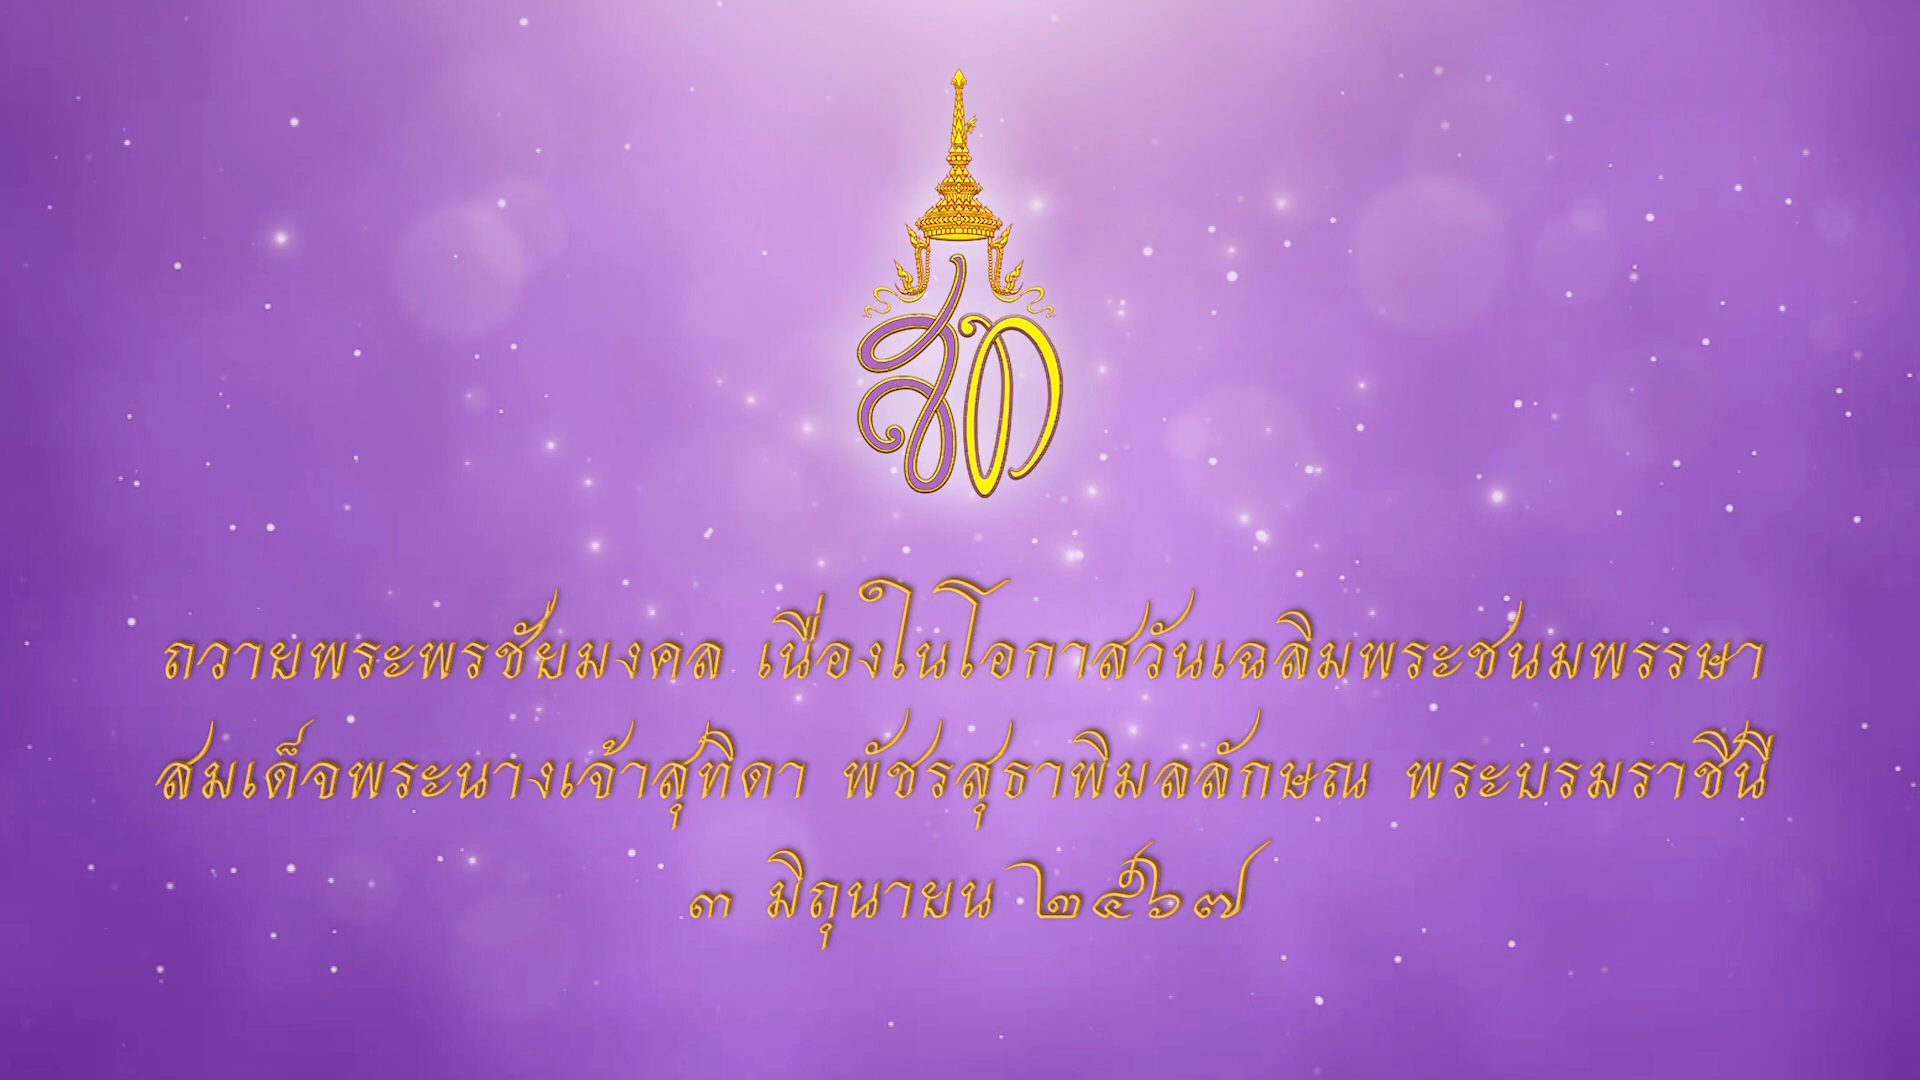 สท
ถวายพระพรชัยมงคล เนื่องในโอกาสวันเฉลิมพระชนมพรรษา
สมเด็จพระนางเจ้าสุทิดา พัชรสุธาพิมลลักษณ พระบรมราชินี
๓ มิถุนายน ๒๕๖๗